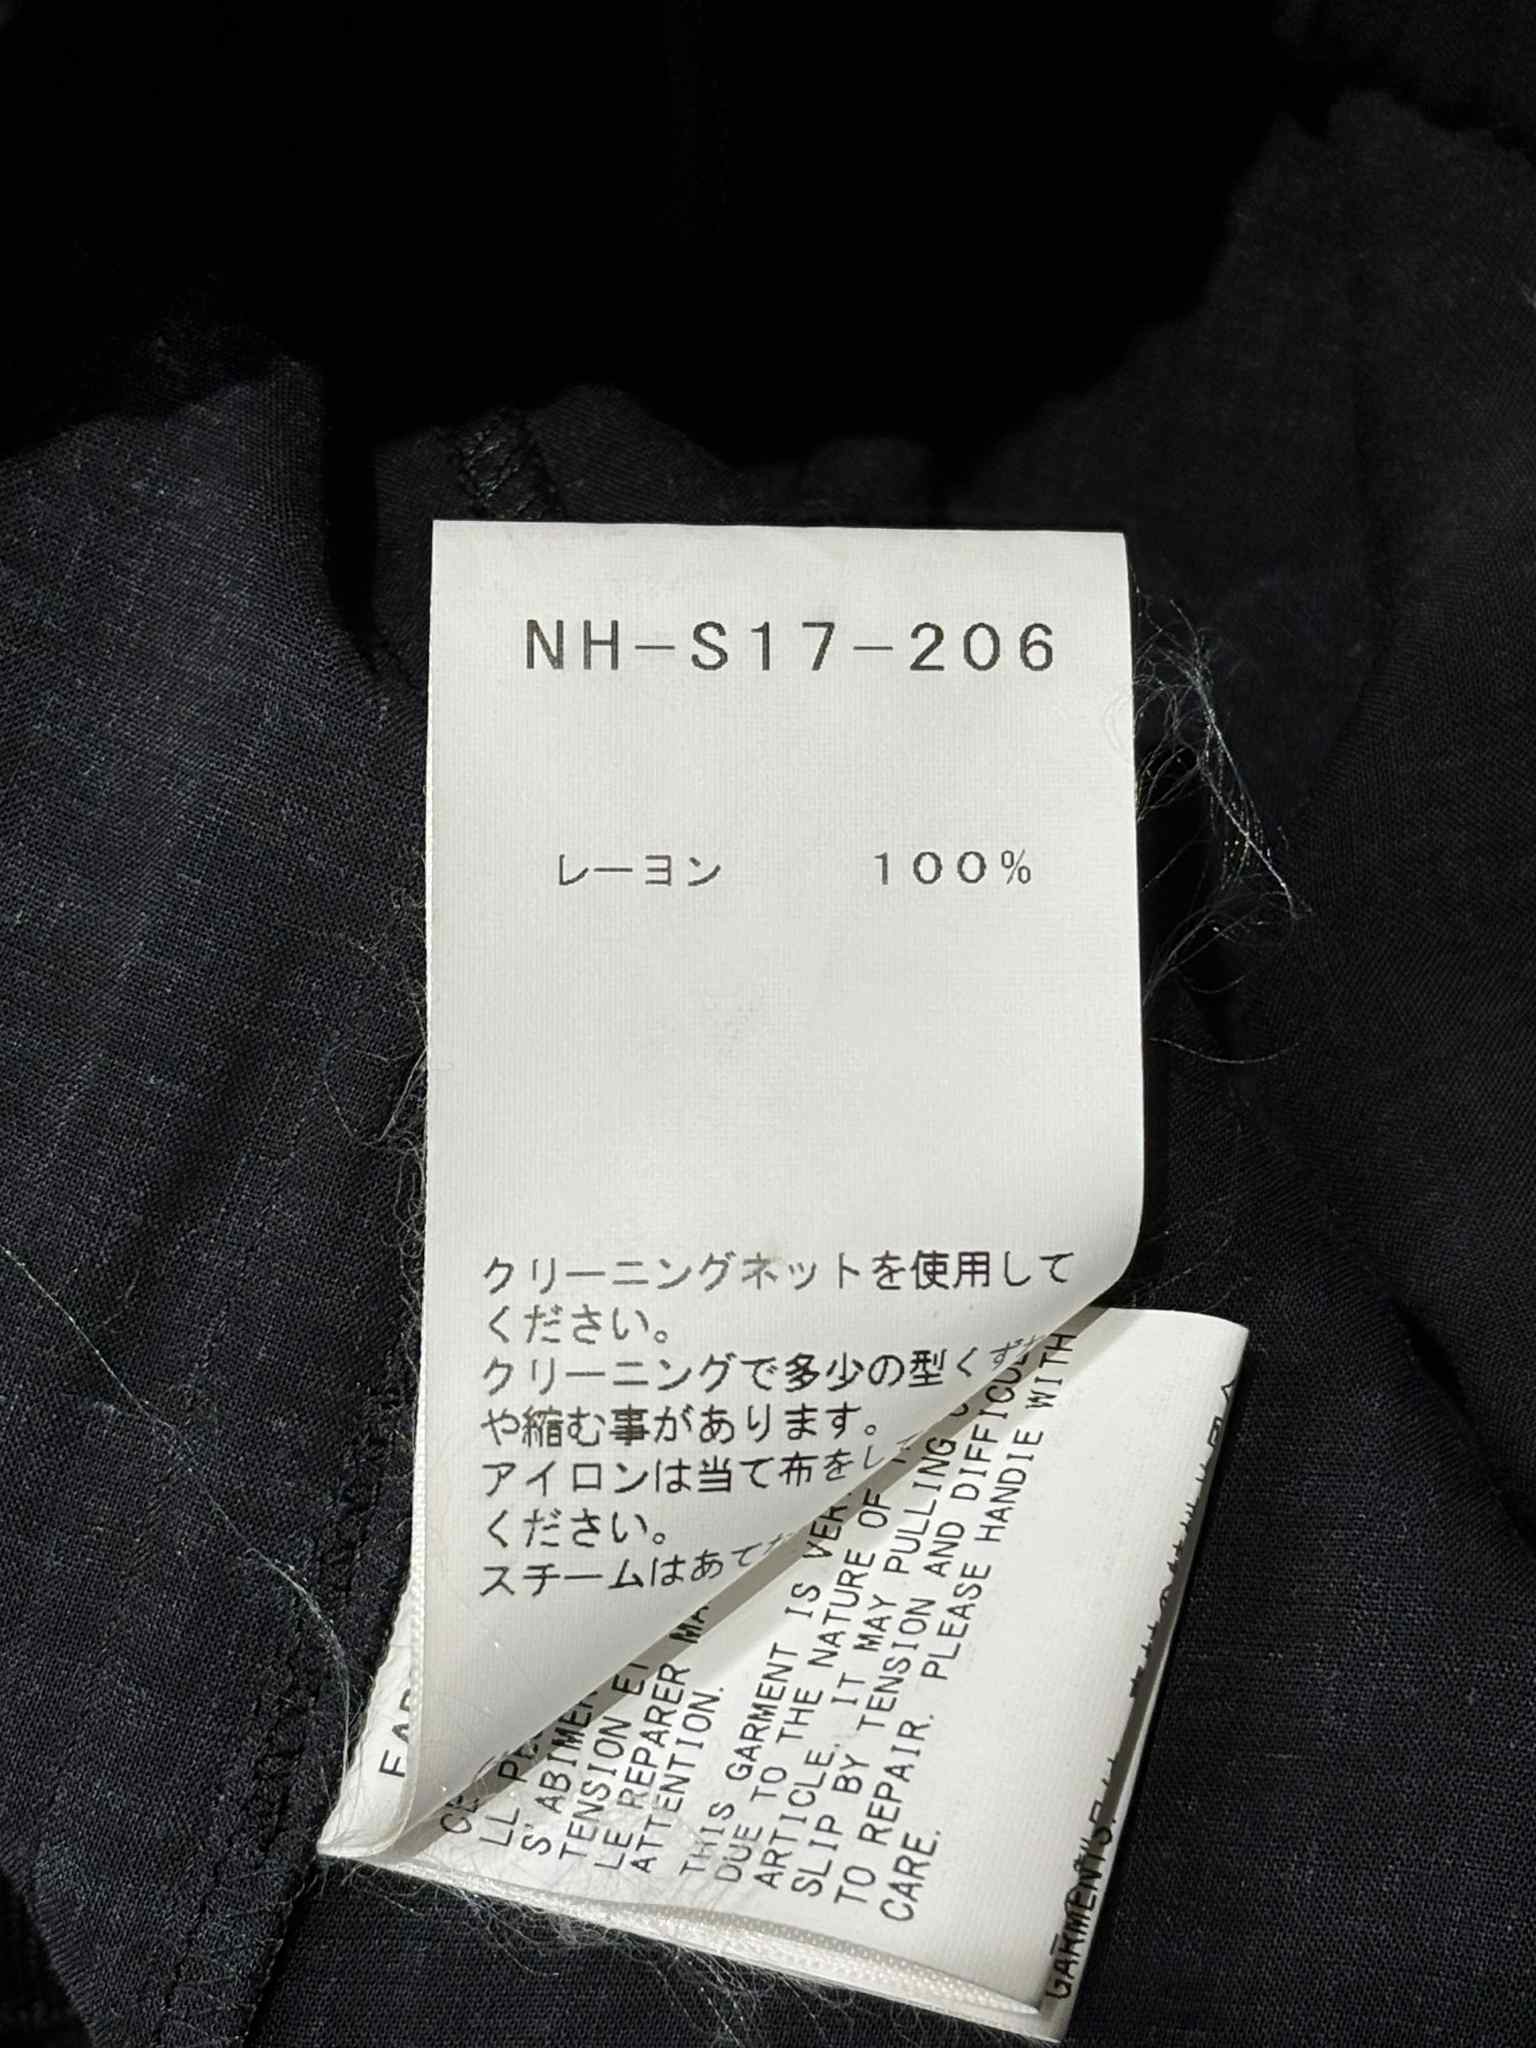 NH-S17-206
レーヨン 100%
クリーニングネットを使用して
ください。
クリーニングで多少の型くず
や縮む事があります。
アイロンは当て布をし
ください。
スチームはあて
LL
S'ABIMER
TENSION ET
LE REPARER
ATTENTION.
THIS GARMENT IS
DUE TO THE NATURE OF
ARTICLE. IT MAY PULLING
SLIP BY TENSION AND
TO REPAIR. PLEASE HANDIE WITH
CARE.
GARMENTS.